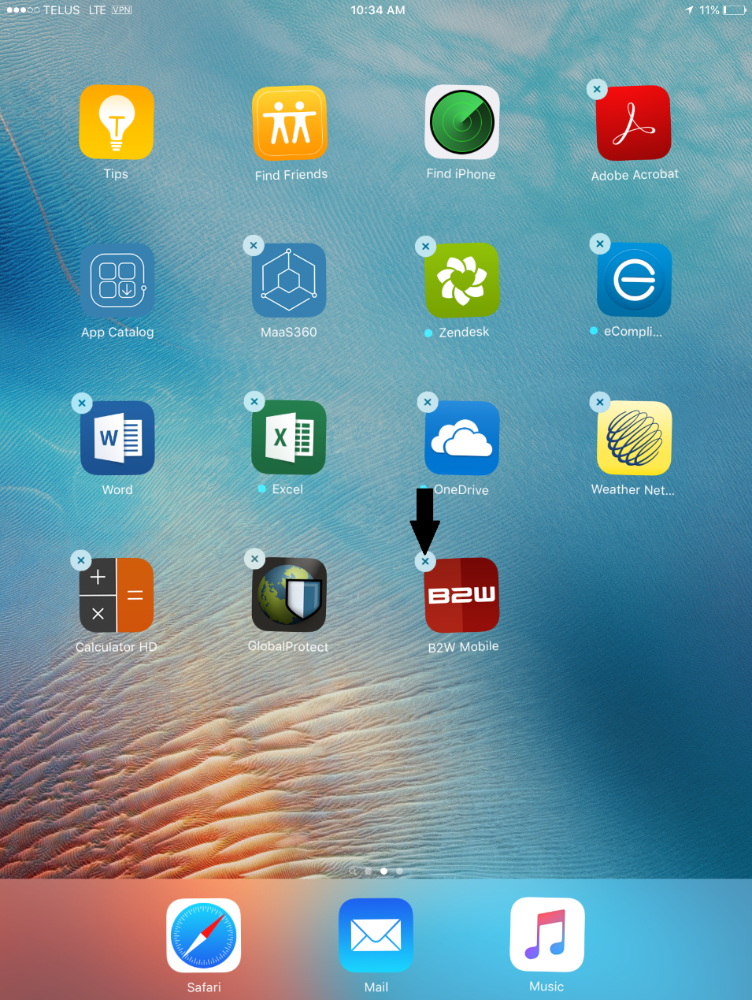 TELUS LTE VPN 10:34 AM 11%
Tips Find Friends Find iPhone Adobe Acrobat
App Catalog MaaS360 Zendesk eCompli...
W X
Word Excel OneDrive Weather Net...
B2W
Calculator HD GlobalProtect B2W Mobile
Safari Mail Music